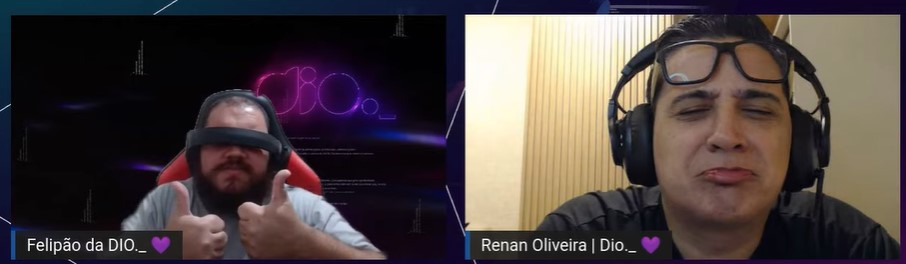 dio._
Felipão da DIO._ 💜
Renan Oliveira | Dio._ 💜